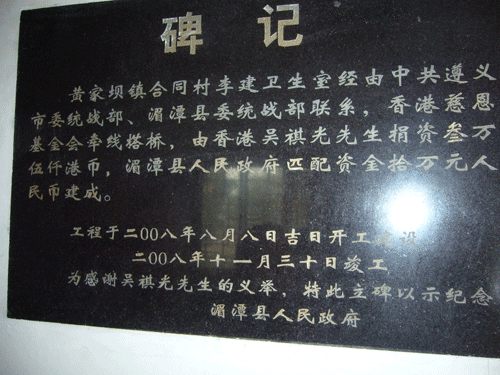 碑记
黄家坝镇合同村李建卫生室经由中共遵义
市委统战部、湄潭县委统战部联系，香港慈恩
基金会牵线搭桥，由香港吴祺光先生捐资叁万
伍仟港币，湄潭县人民政府匹配资金拾万元人
民币建成。
工程于二〇〇八年八月八日吉日开工建设
二〇〇八年十一月三十日竣工
为感谢吴祺光先生的义举，特此立碑以示纪念
湄潭县人民政府